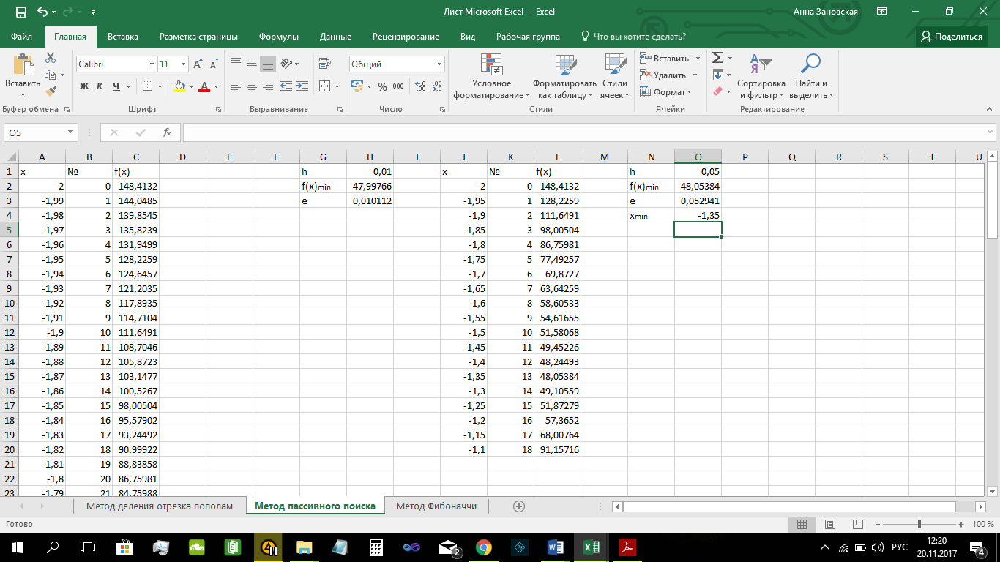 Лист Microsoft Excel - Excel
Анна Зановская
Файл Главная Вставка Разметка страницы Формулы Данные Рецензирование Вид Рабочая группа Что вы хотите сделать? Поделиться
Вставить
Calibri 11
Ж К Ч А
Общий
% 000
Условное форматирование
Форматировать как таблицу
Стили ячеек
Вставить
Удалить
Формат
Сортировка и фильтр
Найти и выделить
Буфер обмена Шрифт Выравнивание Число Стили Ячейки Редактирование
O5 fx
A B C D E F G H I J K L M N O P Q R S T U
1 x № f(x) h 0,01 x № f(x) h 0,05
2 -2 0 148,4132 f(x)min 47,99766 -2 0 148,4132 f(x)min 48,05384
3 -1,99 1 144,0485 e 0,010112 -1,95 1 128,2259 e 0,052941
4 -1,98 2 139,8545 -1,9 2 111,6491 xmin -1,35
5 -1,97 3 135,8239 -1,85 3 98,00504
6 -1,96 4 131,9499 -1,8 4 86,75981
7 -1,95 5 128,2259 -1,75 5 77,49257
8 -1,94 6 124,6457 -1,7 6 69,8727
9 -1,93 7 121,2035 -1,65 7 63,64259
10 -1,92 8 117,8935 -1,6 8 58,60533
11 -1,91 9 114,7104 -1,55 9 54,61655
12 -1,9 10 111,6491 -1,5 10 51,58068
13 -1,89 11 108,7046 -1,45 11 49,45226
14 -1,88 12 105,8723 -1,4 12 48,24493
15 -1,87 13 103,1477 -1,35 13 48,05384
16 -1,86 14 100,5267 -1,3 14 49,10559
17 -1,85 15 98,00504 -1,25 15 51,87279
18 -1,84 16 95,57902 -1,2 16 57,3652
19 -1,83 17 93,24492 -1,15 17 68,00764
20 -1,82 18 90,99922 -1,1 18 91,15716
21 -1,81 19 88,83858
22 -1,8 20 86,75981
23 -1,79 21 84,75988
Метод деления отрезка пополам Метод пассивного поиска Метод Фибоначчи
Готово 100 %
2 РУС 12:20
20.11.2017 4